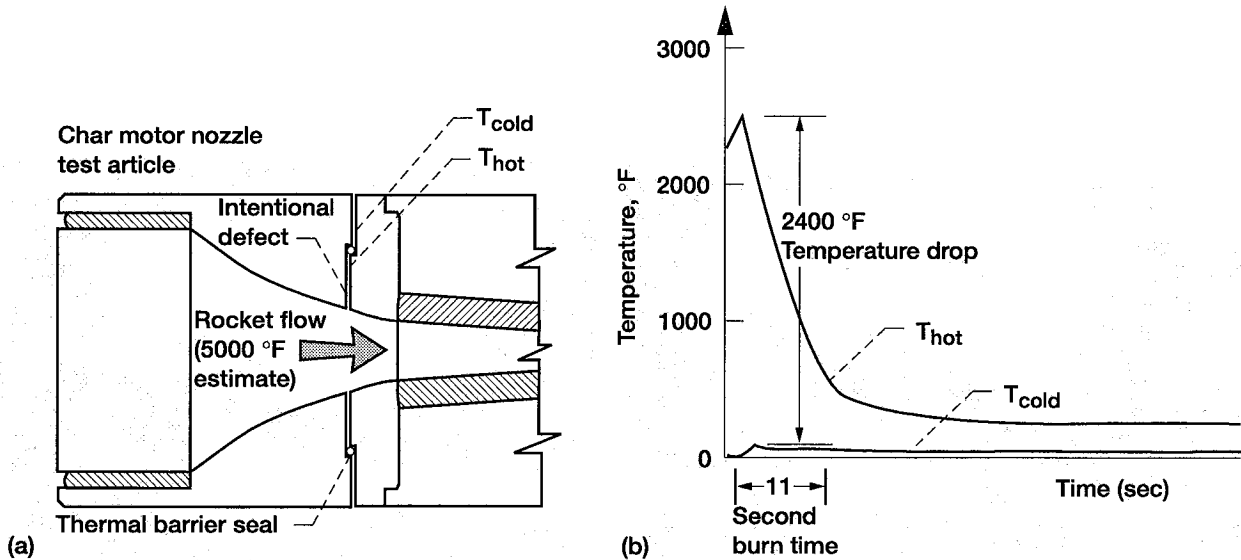 Char motor nozzle
test article
T_cold
T_hot
Intentional
defect
Rocket flow
(5000 °F
estimate)
Thermal barrier seal
(a)
3000
2000
1000
0
Temperature, °F
2400 °F
Temperature drop
T_hot
T_cold
11
Second
burn time
Time (sec)
(b)